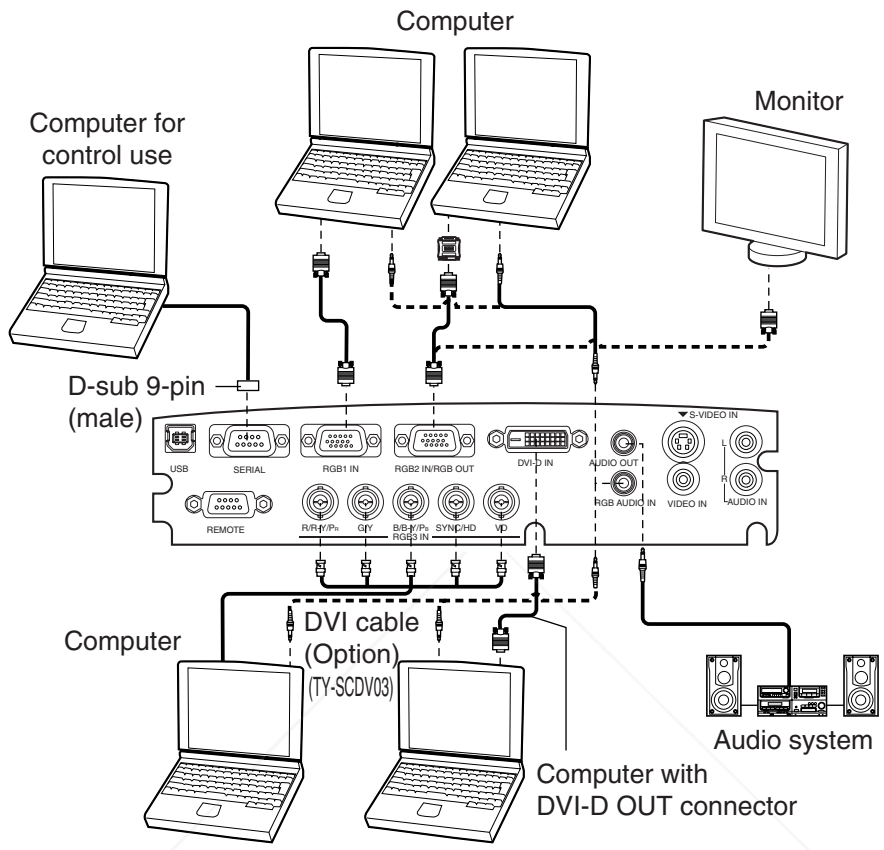 Computer
Monitor
Computer for
control use
D-sub 9-pin
(male)
S-VIDEO IN
USB
SERIAL
RGB1 IN
RGB2 IN/RGB OUT
DVI-D IN
AUDIO OUT
L
R
REMOTE
R/R-Y/PR
G/Y
B/B-Y/PB
SYNC/HD
VD
RGB3 IN
RGB AUDIO IN
VIDEO IN
AUDIO IN
Computer
DVI cable
(Option)
(TY-SCDV03)
Audio system
Computer with
DVI-D OUT connector